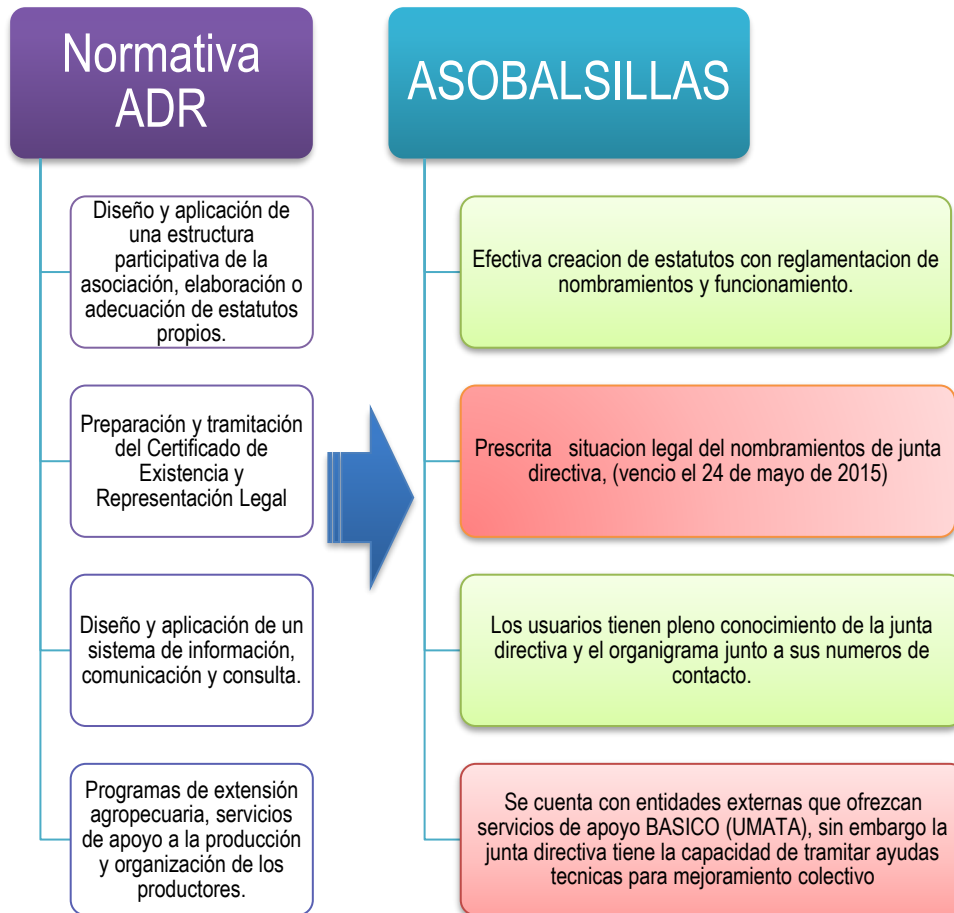 Normativa
ADR
Diseño y aplicación de
una estructura
participativa de la
asociación, elaboración o
adecuación de estatutos
propios.
Preparación y tramitación
del Certificado de
Existencia y
Representación Legal
Diseño y aplicación de un
sistema de información,
comunicación y consulta.
Programas de extensión
agropecuaria, servicios
de apoyo a la producción
y organización de los
productores.
ASOBALSILLAS
Efectiva creacion de estatutos con reglamentacion de
nombramientos y funcionamiento.
Prescrita situacion legal del nombramientos de junta
directiva, (vencio el 24 de mayo de 2015)
Los usuarios tienen pleno conocimiento de la junta
directiva y el organigrama junto a sus numeros de
contacto.
Se cuenta con entidades externas que ofrezcan
servicios de apoyo BASICO (UMATA), sin embargo la
junta directiva tiene la capacidad de tramitar ayudas
tecnicas para mejoramiento colectivo